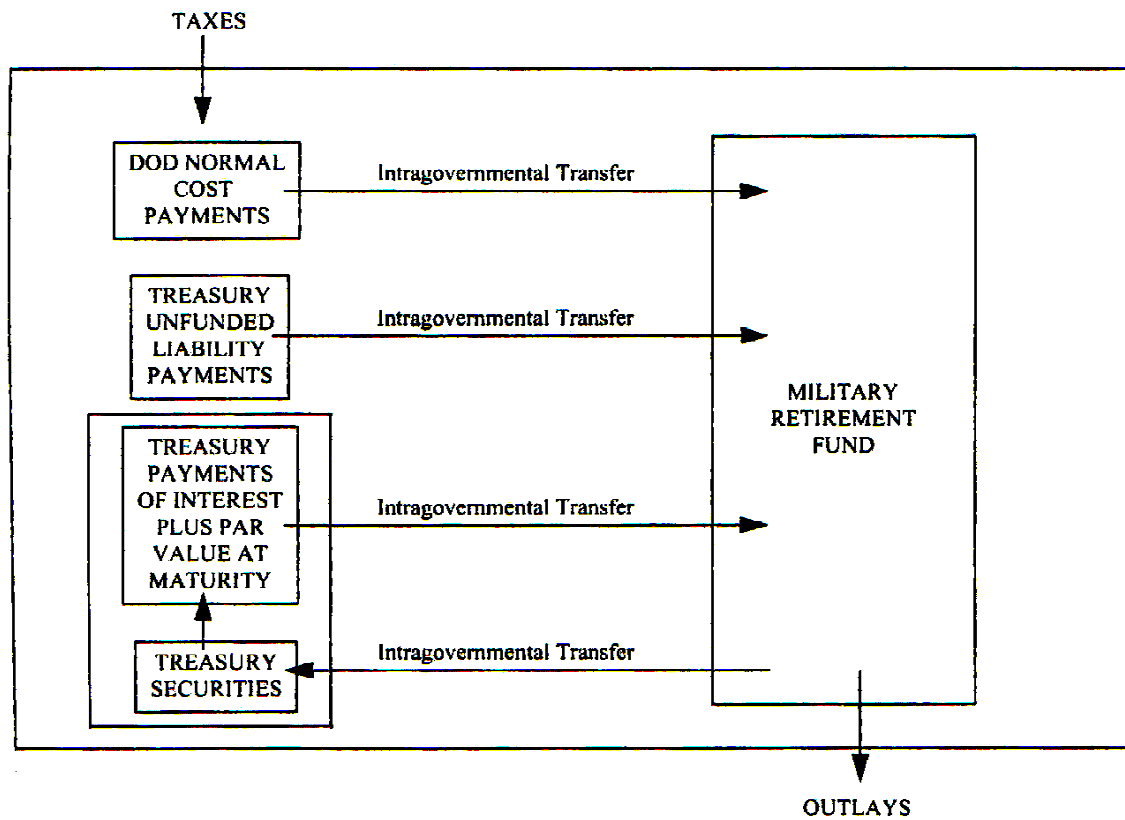 TAXES
DOD NORMAL
COST
PAYMENTS
Intragovernmental Transfer
TREASURY
UNFUNDED
LIABILITY
PAYMENTS
Intragovernmental Transfer
MILITARY
RETIREMENT
FUND
TREASURY
PAYMENTS
OF INTEREST
PLUS PAR
VALUE AT
MATURITY
Intragovernmental Transfer
TREASURY
SECURITIES
Intragovernmental Transfer
OUTLAYS